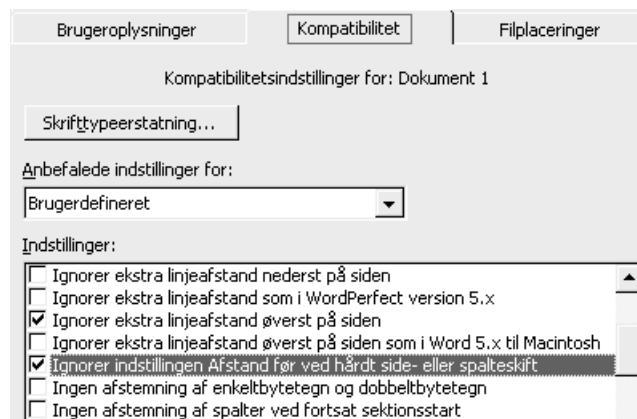 Brugeroplysninger Kompatibilitet Filplaceringer
Kompatibilitetsindstillinger for: Dokument 1
Skrifttypeerstatning...
Anbefalede indstillinger for:
Brugerdefineret
Indstillinger:
Ignorer ekstra linjeafstand nederst på siden
Ignorer ekstra linjeafstand som i WordPerfect version 5.x
Ignorer ekstra linjeafstand øverst på siden
Ignorer ekstra linjeafstand øverst på siden som i Word 5.x til Macintosh
Ignorer indstillingen Afstand før ved hårdt side- eller spalteskift
Ingen afstemning af enkeltbytetegn og dobbeltbytetegn
Ingen afstemning af spalter ved fortsat sektionsstart